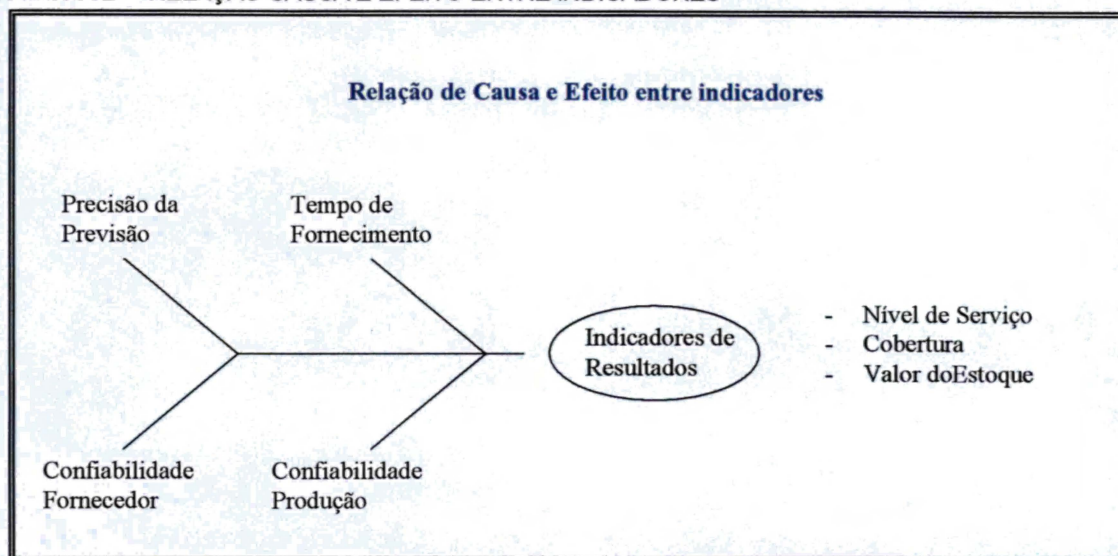 Relação de Causa e Efeito entre indicadores
Precisão da
Previsão
Tempo de
Fornecimento
Indicadores de
Resultados
- Nível de Serviço
- Cobertura
- Valor doEstoque
Confiabilidade
Fornecedor
Confiabilidade
Produção